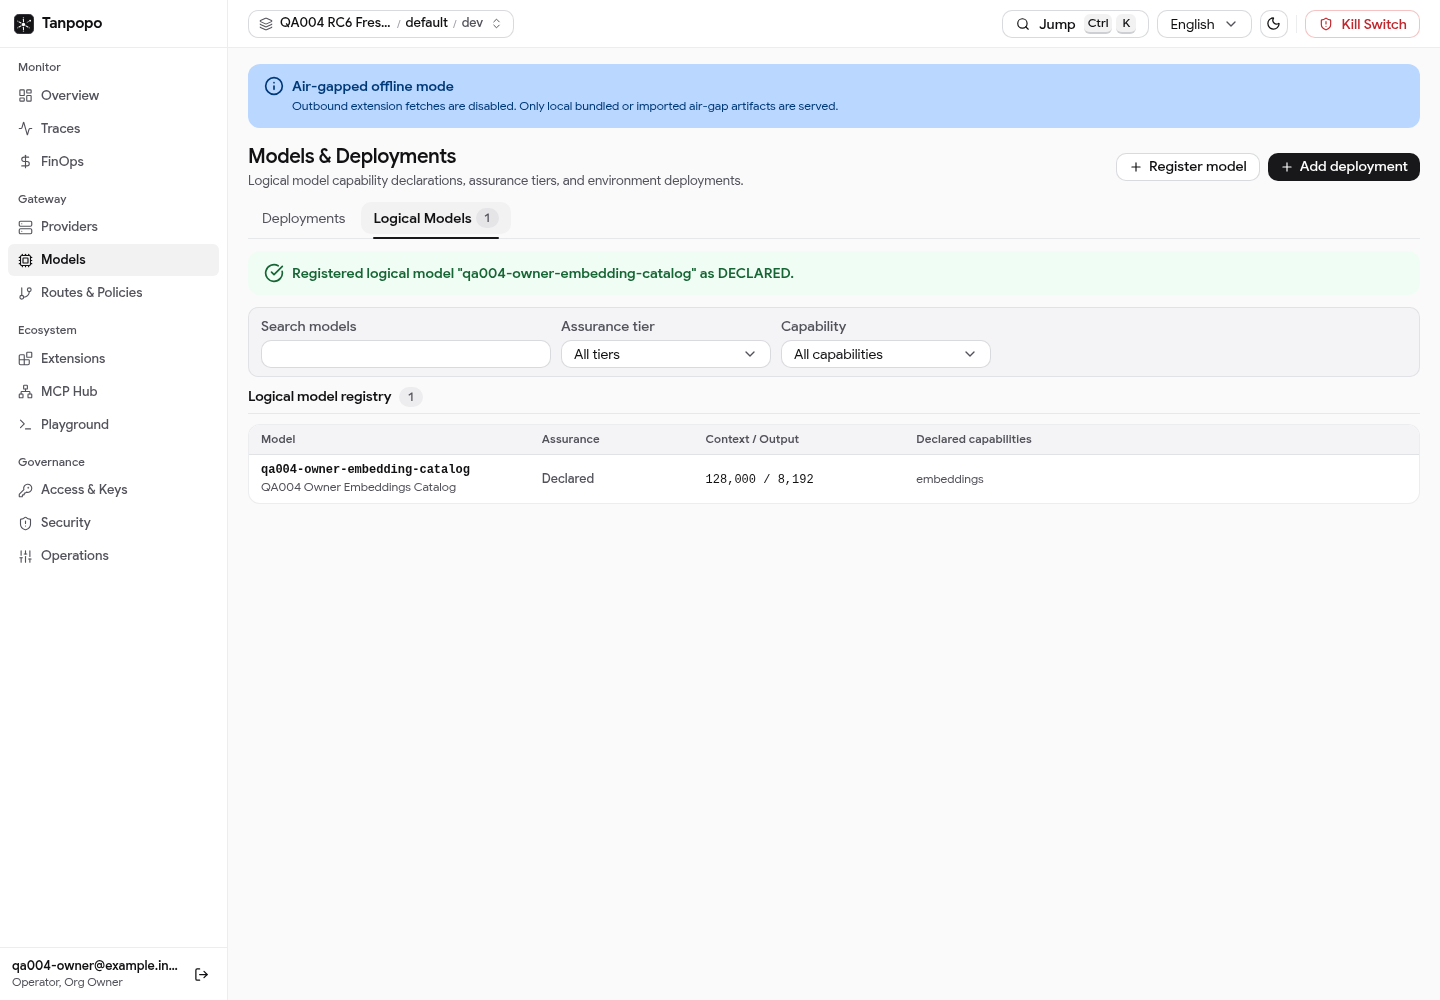 Tanpopo
QA004 RC6 Fres... / default / dev
Jump Ctrl K
English
Kill Switch
Monitor
Overview
Traces
FinOps
Gateway
Providers
Models
Routes & Policies
Ecosystem
Extensions
MCP Hub
Playground
Governance
Access & Keys
Security
Operations
qa004-owner@example.in...
Operator, Org Owner
Air-gapped offline mode
Outbound extension fetches are disabled. Only local bundled or imported air-gap artifacts are served.
Models & Deployments
Logical model capability declarations, assurance tiers, and environment deployments.
Register model
Add deployment
Deployments
Logical Models 1
Registered logical model "qa004-owner-embedding-catalog" as DECLARED.
Search models
Assurance tier
Capability
All tiers
All capabilities
Logical model registry 1
Model Assurance Context / Output Declared capabilities
qa004-owner-embedding-catalog
QA004 Owner Embeddings Catalog
Declared
128,000 / 8,192
embeddings